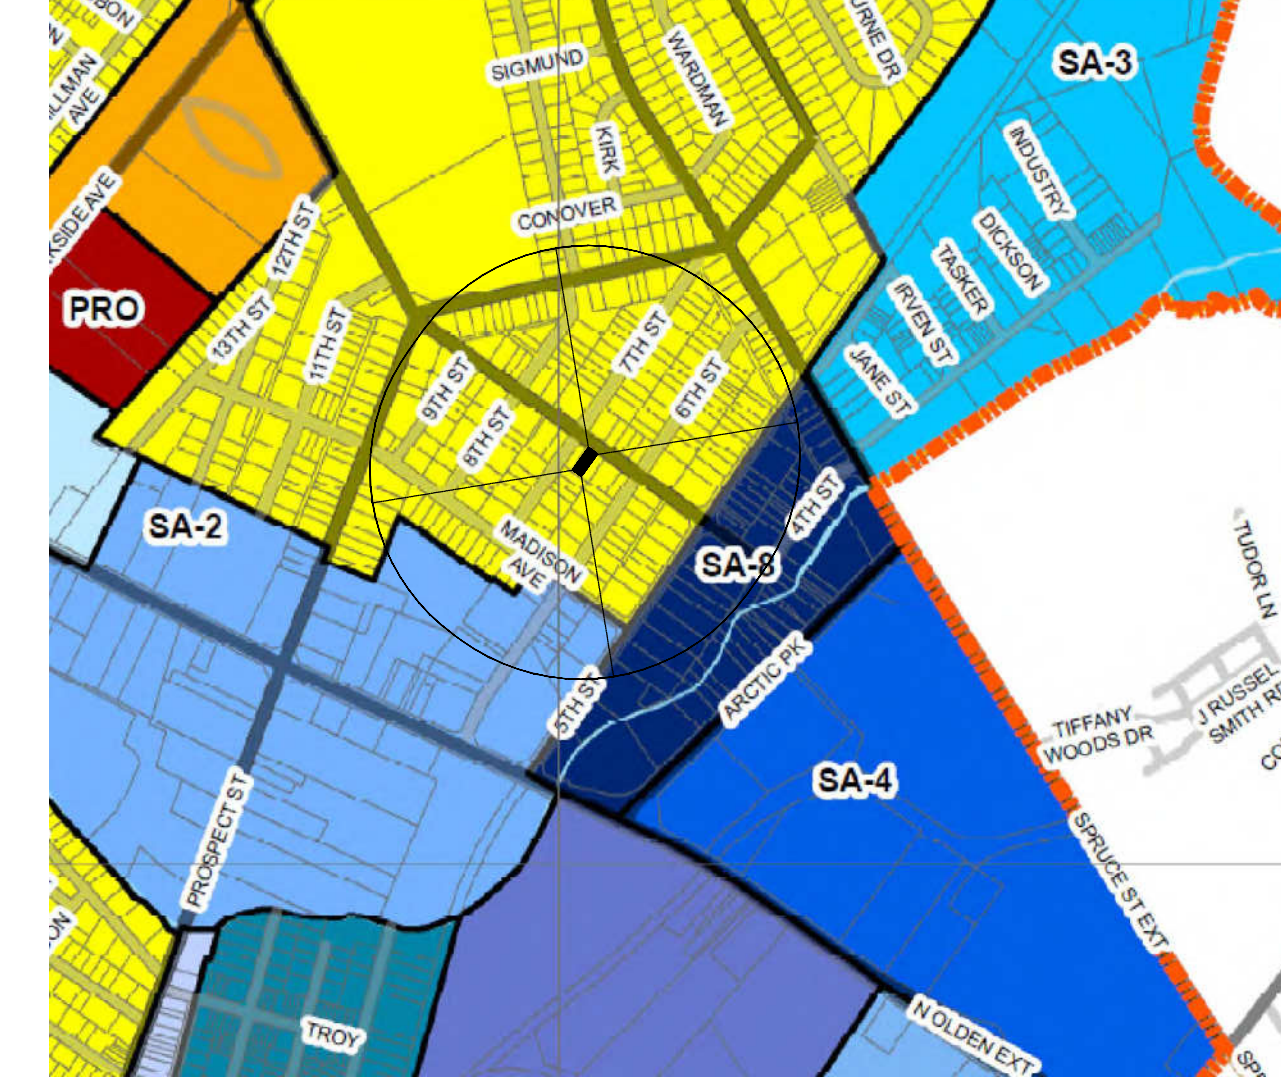 URNE DR
SIGMUND
WARDMAN
SA-3
AVE
KIRK
INDUSTRY
CONOVER
12TH ST
DICKSON
TASKER
PRO
13TH ST
11TH ST
7TH ST
IRVEN ST
9TH ST
6TH ST
JANE ST
8TH ST
SA-2
4TH ST
MADISON
AVE
SA-8
TUDOR LN
ARCTIC PK
5TH ST
J RUSSEL
SMITH RE
TIFFANY
WOODS DR
SA-4
PROSPECT ST
SPRUCE ST EXT
TROY
N OLDEN EXT